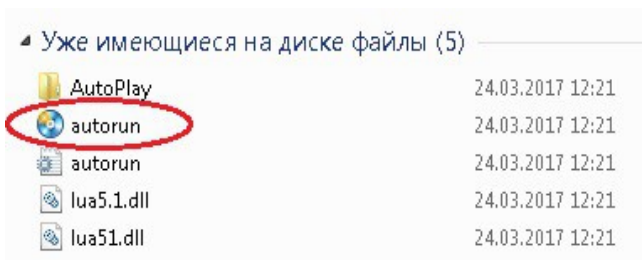 Уже имеющиеся на диске файлы (5)
AutoPlay 24.03.2017 12:21
autorun 24.03.2017 12:21
autorun 24.03.2017 12:21
lua5.1.dll 24.03.2017 12:21
lua51.dll 24.03.2017 12:21